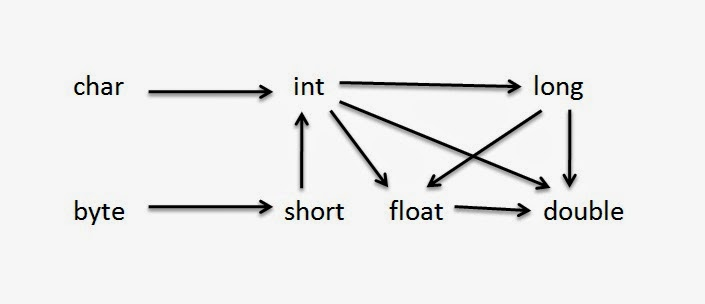 char int long
byte short float double